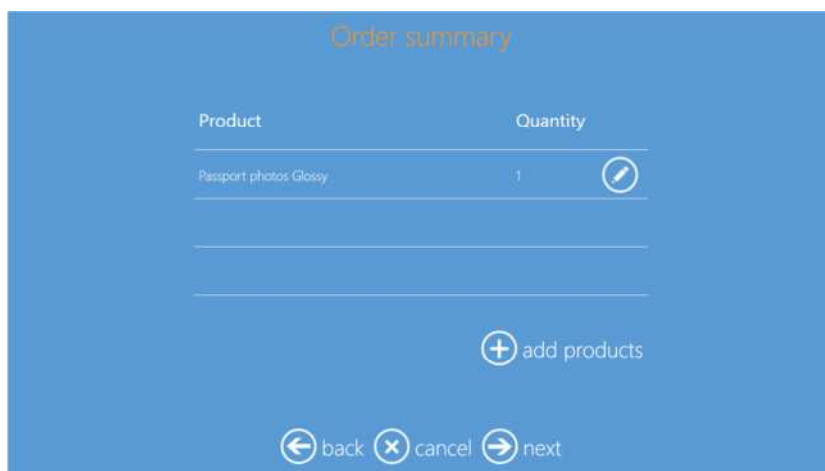 Order summary
Product Quantity
Passport photos Glossy 1
add products
back cancel next